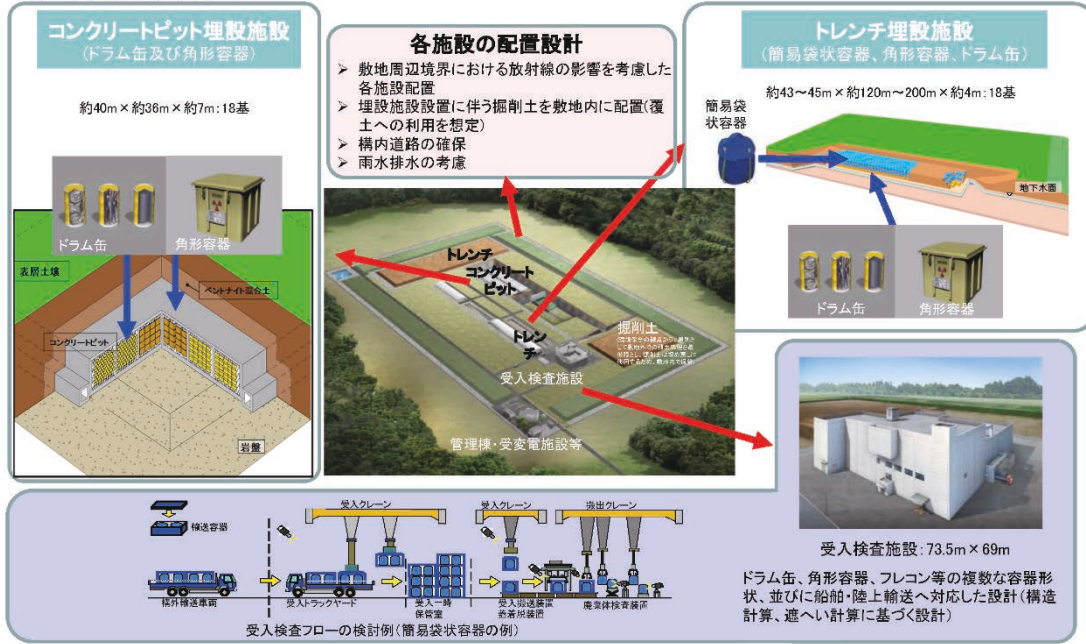 コンクリートピット埋設施設
(ドラム缶及び角形容器)
約40m×約36m×約7m:18基
ドラム缶
角形容器
表層土壌
ベントナイト混合土
コンクリートピット
岩盤
各施設の配置設計
➢ 敷地周辺境界における放射線の影響を考慮した
各施設配置
➢ 埋設施設設置に伴う掘削土を敷地内に配置(覆
土への利用を想定)
➢ 構内道路の確保
➢ 雨水排水の考慮
トレンチ
コンクリート
ピット
トレン
チ
掘削土
受入検査施設
管理棟・受変電施設等
トレンチ埋設施設
(簡易袋状容器、角形容器、ドラム缶)
約43~45m×約120m~200m×約4m:18基
簡易袋
状容器
地下水面
ドラム缶
角形容器
受入検査施設:73.5m×69m
ドラム缶、角形容器、フレコン等の複数な容器形
状、並びに船舶・陸上輸送へ対応した設計(構造
計算、遮へい計算に基づく設計)
輸送容器
受入クレーン
受入クレーン
搬出クレーン
構外輸送車両
受入トラックヤード
受入一時
保管室
受入搬送装置
蓋着脱装置
廃棄体検査装置
受入検査フローの検討例(簡易袋状容器の例)